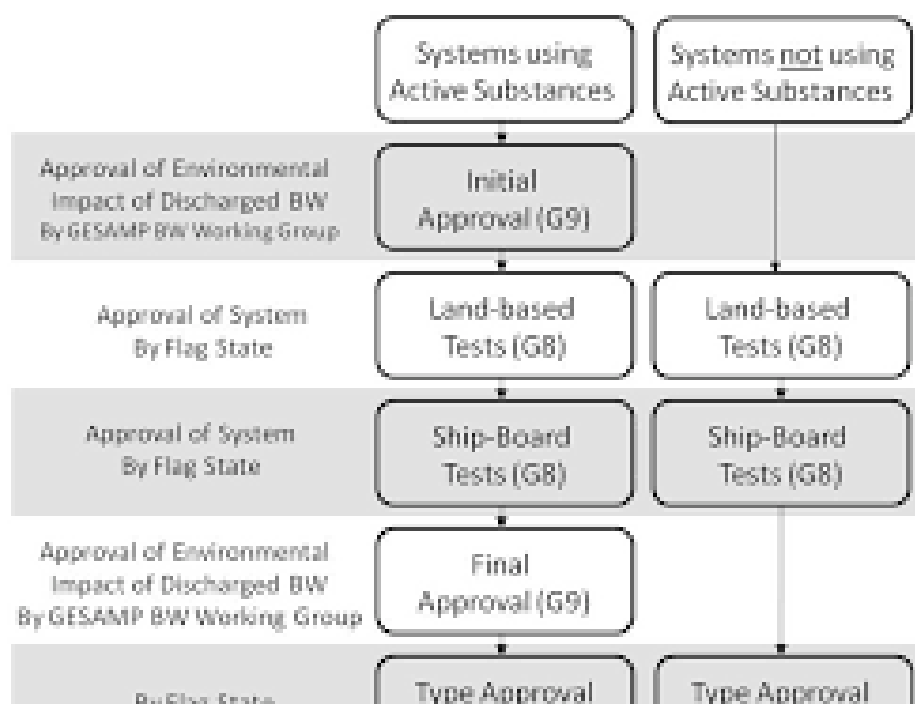 Systems using
Active Substances
Systems not using
Active Substances
Approval of Environmental
Impact of Discharged BW
By GESAMP BW Working Group
Initial
Approval (G9)
Approval of System
By Flag State
Land-based
Tests (G8)
Land-based
Tests (G8)
Approval of System
By Flag State
Ship-Board
Tests (G8)
Ship-Board
Tests (G8)
Approval of Environmental
Impact of Discharged BW
By GESAMP BW Working Group
Final
Approval (G9)
By Flag State
Type Approval
Type Approval